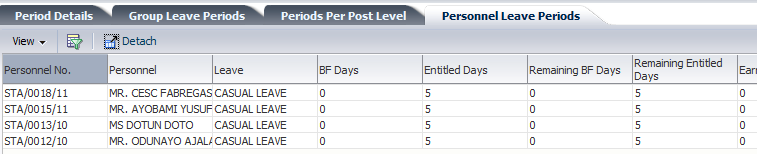 Period Details Group Leave Periods Periods Per Post Level Personnel Leave Periods
View Detach
Personnel No. Personnel Leave BF Days Entitled Days Remaining BF Days Remaining Entitled Days Earn
STA/0018/11 MR. CESC FABREGAS CASUAL LEAVE 0 5 0 5 0
STA/0015/11 MR. AYOBAMI YUSUF CASUAL LEAVE 0 5 0 5 0
STA/0013/10 MS DOTUN DOTO CASUAL LEAVE 0 5 0 5 0
STA/0012/10 MR. ODUNAYO AJALA CASUAL LEAVE 0 5 0 5 0